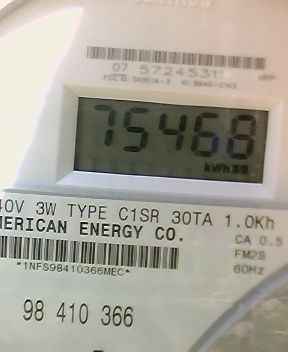 07 5724531
75468
kWh
40V 3W TYPE C1SR 30TA 1.0Kh
MERICAN ENERGY CO.
CA 0.5
FM2S
60Hz
*1NFS98410366MEC*
98 410 366